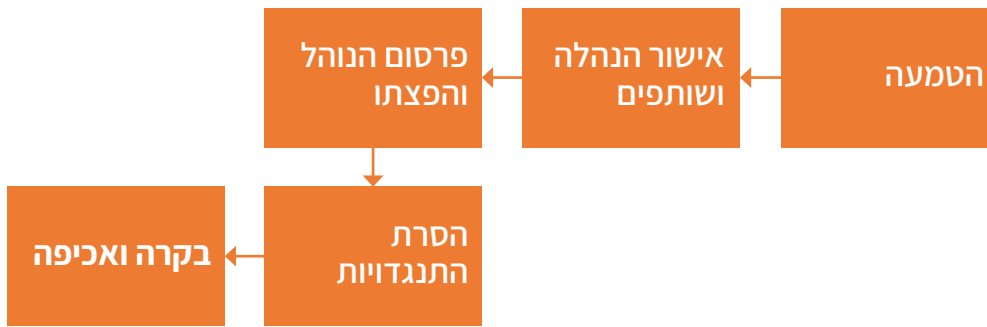 הטמעה
אישור הנהלה
ושותפים
פרסום הנוהל
והפצתו
הסרת
התנגדויות
בקרה ואכיפה